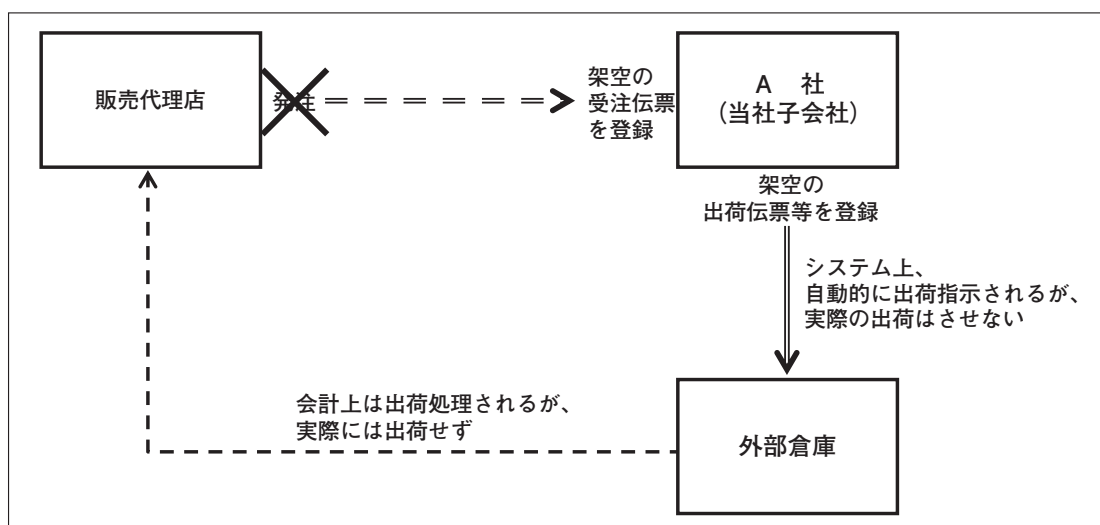 販売代理店
発注
架空の
受注伝票
を登録
A 社
(当社子会社)
架空の
出荷伝票等を登録
システム上、
自動的に出荷指示されるが、
実際の出荷はさせない
会計上は出荷処理されるが、
実際には出荷せず
外部倉庫